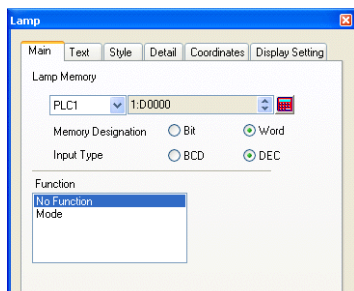 Lamp
Main Text Style Detail Coordinates Display Setting
Lamp Memory
PLC1 1:D0000
Memory Designation Bit Word
Input Type BCD DEC
Function
No Function
Mode